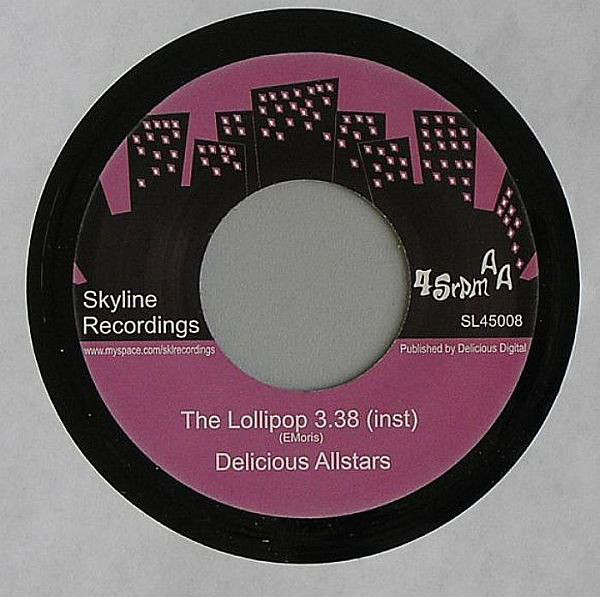 Skyline
Recordings
45rpm AA
SL45008
www.myspace.com/sklrecordings
Published by Delicious Digital
The Lollipop 3.38 (inst)
(EMoris)
Delicious Allstars